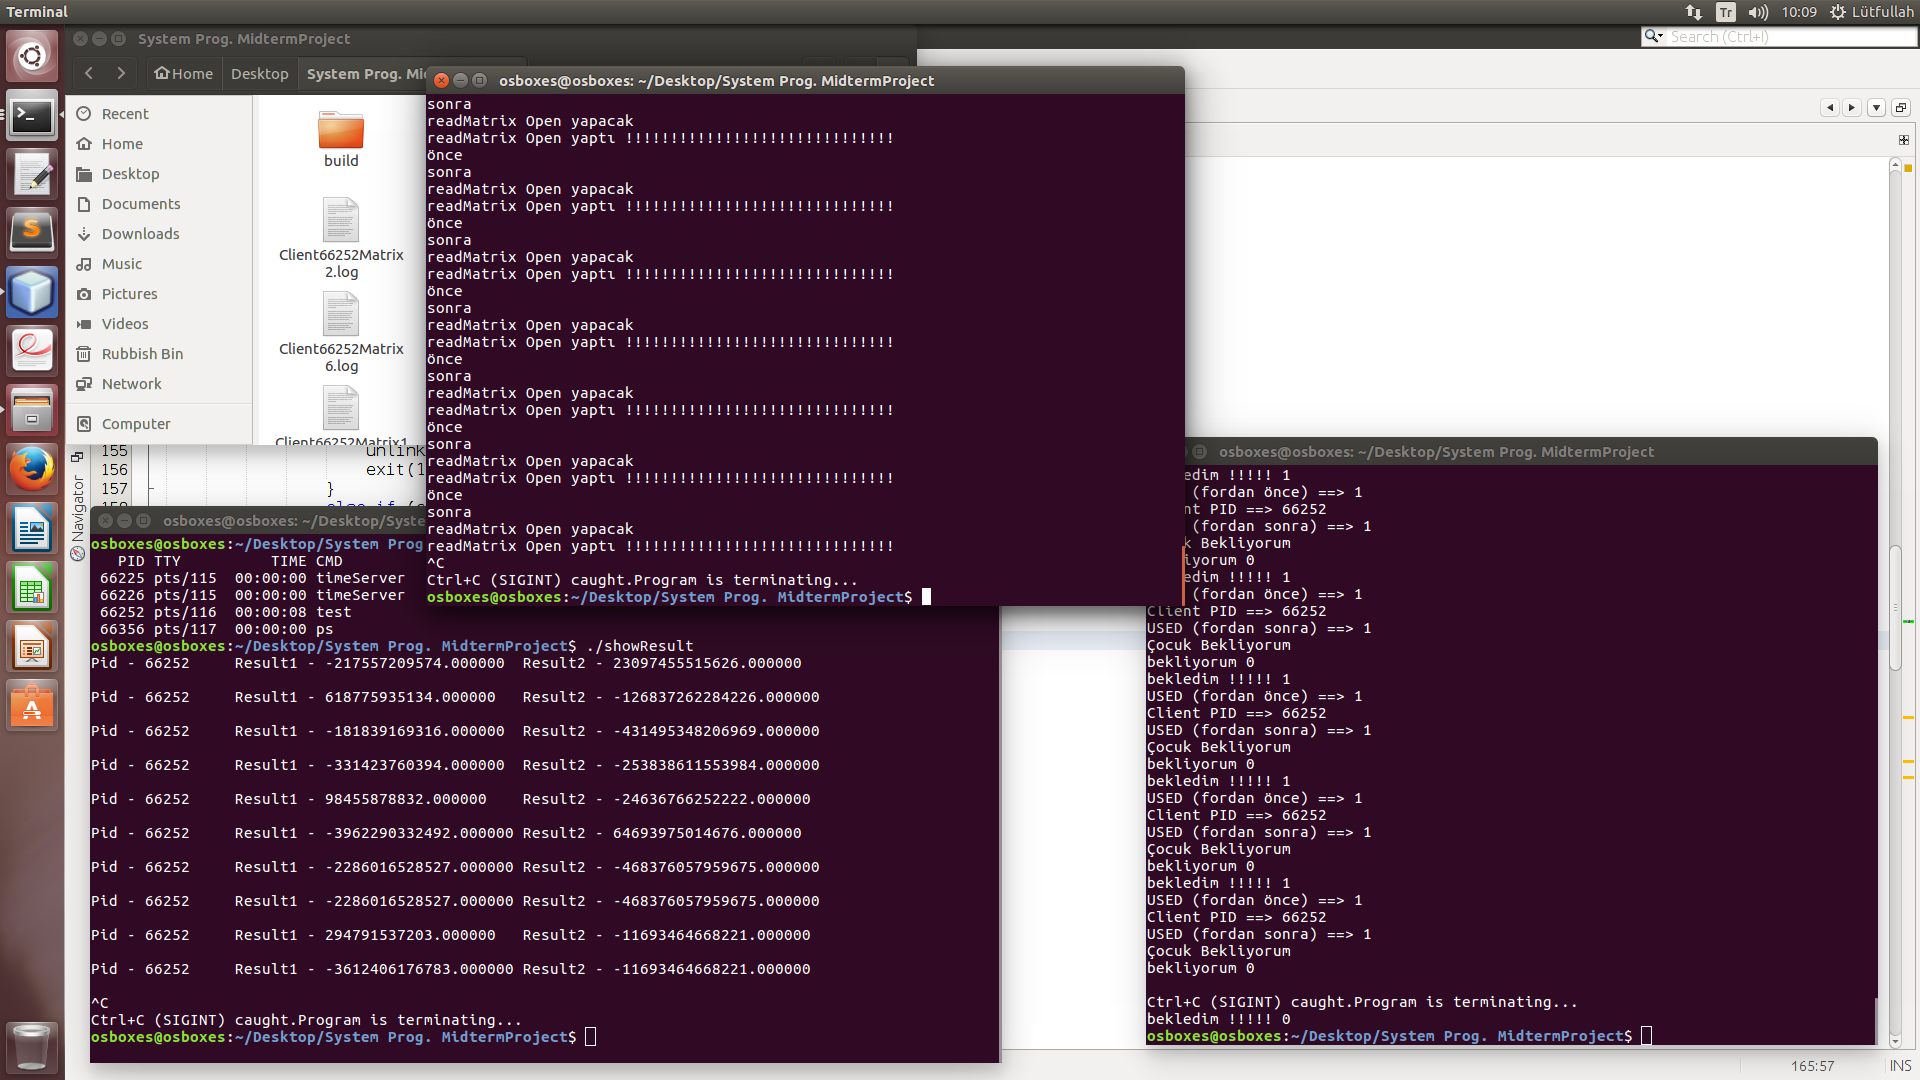 Terminal
Tr
10:09
Lütfullah
System Prog. MidtermProject
Search (Ctrl+I)
Home
Desktop
System Prog. Mi
Recent
Home
Desktop
Documents
Downloads
Music
Pictures
Videos
Rubbish Bin
Network
Computer
build
Client66252Matrix
2.log
Client66252Matrix
6.log
Client66252Matrix1
osboxes@osboxes: ~/Desktop/System Prog. MidtermProject
sonra
readMatrix Open yapacak
readMatrix Open yaptı !!!!!!!!!!!!!!!!!!!!!!!!!!!!!!
önce
sonra
readMatrix Open yapacak
readMatrix Open yaptı !!!!!!!!!!!!!!!!!!!!!!!!!!!!!!
önce
sonra
readMatrix Open yapacak
readMatrix Open yaptı !!!!!!!!!!!!!!!!!!!!!!!!!!!!!!
önce
sonra
readMatrix Open yapacak
readMatrix Open yaptı !!!!!!!!!!!!!!!!!!!!!!!!!!!!!!
önce
sonra
readMatrix Open yapacak
readMatrix Open yaptı !!!!!!!!!!!!!!!!!!!!!!!!!!!!!!
önce
sonra
readMatrix Open yapacak
readMatrix Open yaptı !!!!!!!!!!!!!!!!!!!!!!!!!!!!!!
önce
sonra
readMatrix Open yapacak
readMatrix Open yaptı !!!!!!!!!!!!!!!!!!!!!!!!!!!!!!
^C
Ctrl+C (SIGINT) caught.Program is terminating...
osboxes@osboxes:~/Desktop/System Prog. MidtermProject$
155 unlink
156 exit(1
157 }
Navigator
osboxes@osboxes: ~/Desktop/Syste
osboxes@osboxes:~/Desktop/System Prog
PID TTY TIME CMD
66225 pts/115 00:00:00 timeServer
66226 pts/115 00:00:00 timeServer
66252 pts/116 00:00:08 test
66356 pts/117 00:00:00 ps
osboxes@osboxes:~/Desktop/System Prog. MidtermProject$ ./showResult
Pid - 66252 Result1 - -217557209574.000000 Result2 - 23097455515626.000000
Pid - 66252 Result1 - 618775935134.000000 Result2 - -126837262284226.000000
Pid - 66252 Result1 - -181839169316.000000 Result2 - -431495348206969.000000
Pid - 66252 Result1 - -331423760394.000000 Result2 - -253838611553984.000000
Pid - 66252 Result1 - 98455878832.000000 Result2 - -24636766252222.000000
Pid - 66252 Result1 - -3962290332492.000000 Result2 - 64693975014676.000000
Pid - 66252 Result1 - -2286016528527.000000 Result2 - -468376057959675.000000
Pid - 66252 Result1 - -2286016528527.000000 Result2 - -468376057959675.000000
Pid - 66252 Result1 - 294791537203.000000 Result2 - -11693464668221.000000
Pid - 66252 Result1 - -3612406176783.000000 Result2 - -11693464668221.000000
^C
Ctrl+C (SIGINT) caught.Program is terminating...
osboxes@osboxes:~/Desktop/System Prog. MidtermProject$
osboxes@osboxes: ~/Desktop/System Prog. MidtermProject
edim !!!!! 1
(fordan önce) ==> 1
nt PID ==> 66252
(fordan sonra) ==> 1
k Bekliyorum
iyorum 0
edim !!!!! 1
(fordan önce) ==> 1
Client PID ==> 66252
USED (fordan sonra) ==> 1
Çocuk Bekliyorum
bekliyorum 0
bekledim !!!!! 1
USED (fordan önce) ==> 1
Client PID ==> 66252
USED (fordan sonra) ==> 1
Çocuk Bekliyorum
bekliyorum 0
bekledim !!!!! 1
USED (fordan önce) ==> 1
Client PID ==> 66252
USED (fordan sonra) ==> 1
Çocuk Bekliyorum
bekliyorum 0
bekledim !!!!! 1
USED (fordan önce) ==> 1
Client PID ==> 66252
USED (fordan sonra) ==> 1
Çocuk Bekliyorum
bekliyorum 0
Ctrl+C (SIGINT) caught.Program is terminating...
bekledim !!!!! 0
osboxes@osboxes:~/Desktop/System Prog. MidtermProject$
165:57
INS